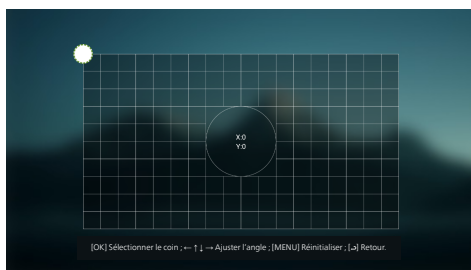 X:0
Y:0
[OK] Sélectionner le coin ; ← ↑ ↓ → Ajuster l'angle ; [MENU] Réinitialiser ; [⮐] Retour.